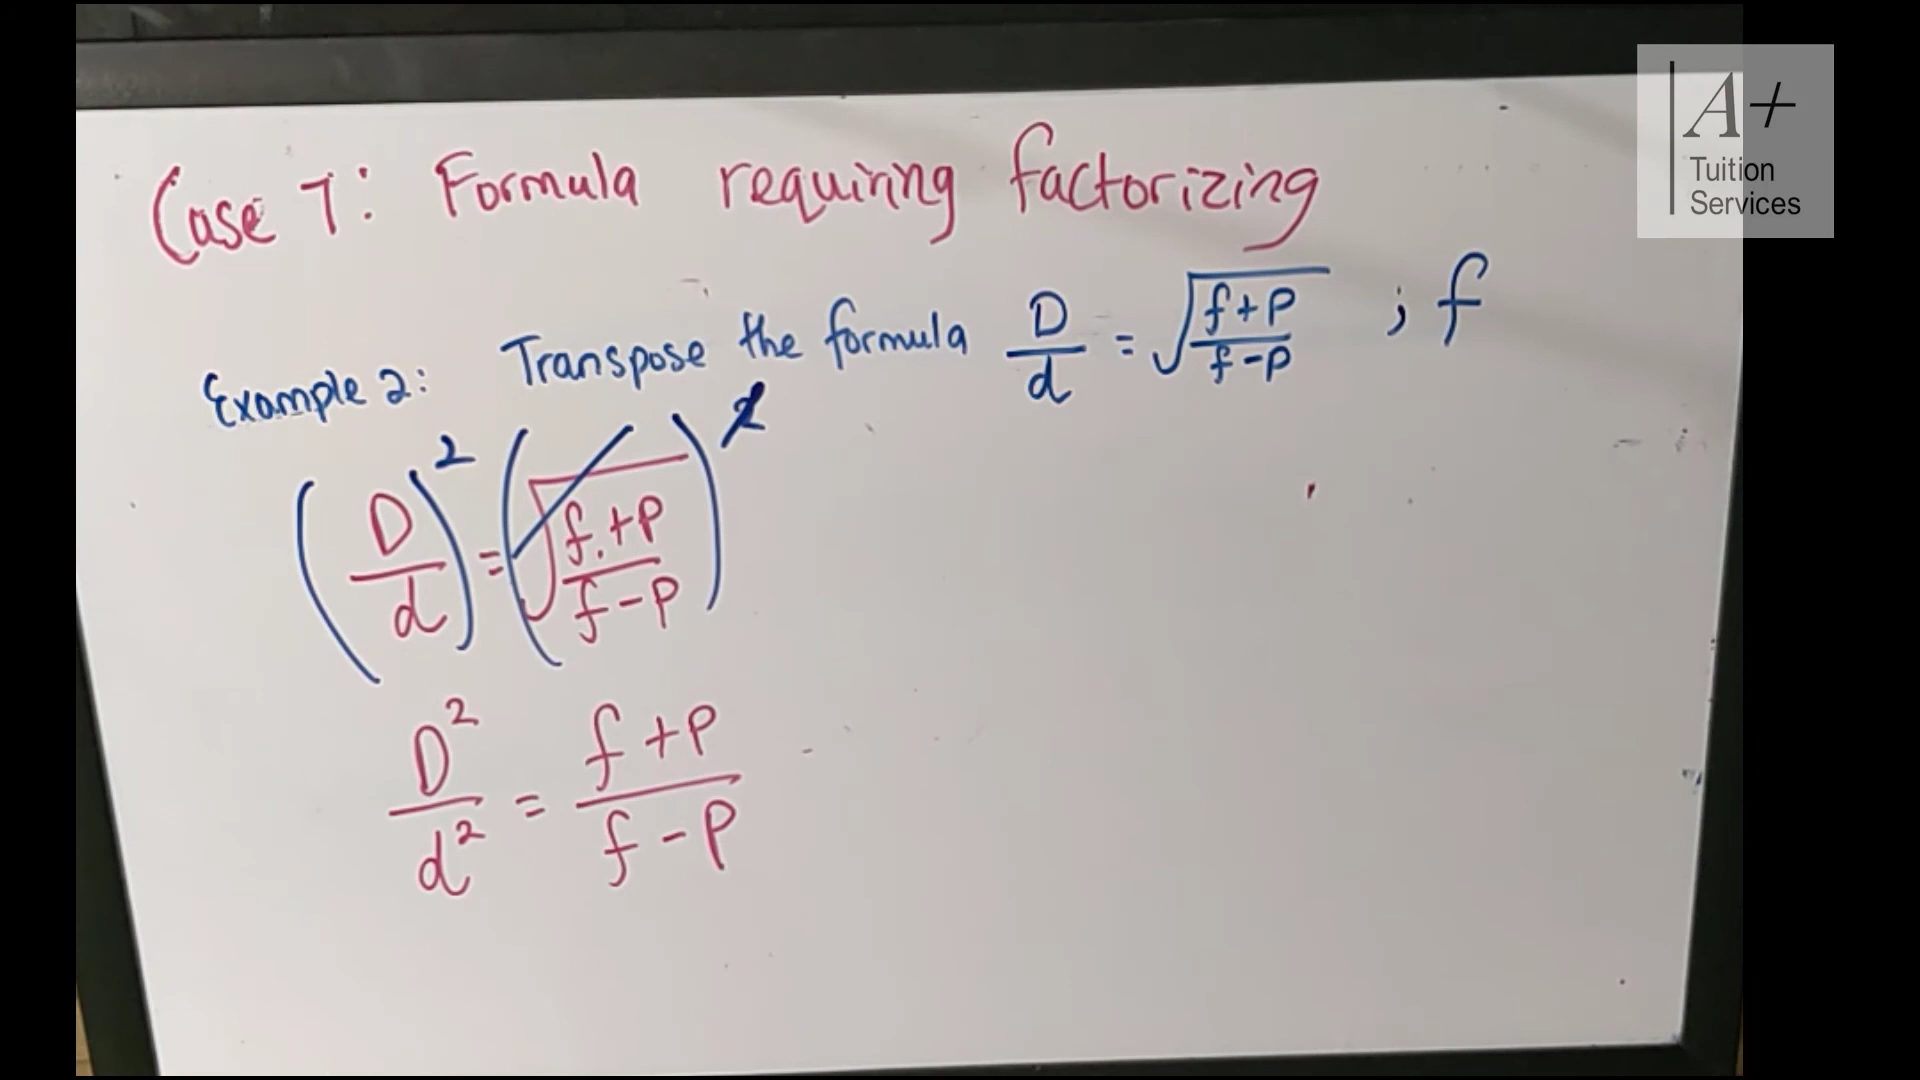 A+
Tuition
Services
Case 7: Formula requiring factorizing
Example 2: Transpose the formula D/d = √((f+P)/(f-P)) ; f
(D/d)² = (√((f+P)/(f-P)))²
D²/d² = (f+P)/(f-P)